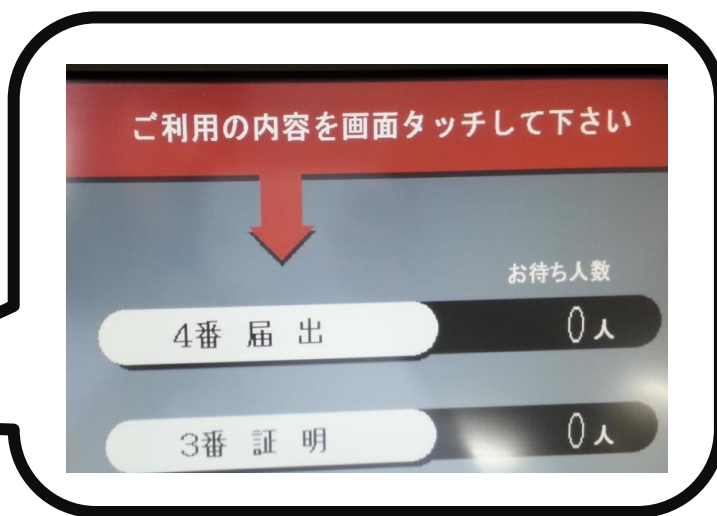 ご利用の内容を画面タッチして下さい
お待ち人数
4番 届 出 0人
3番 証 明 0人